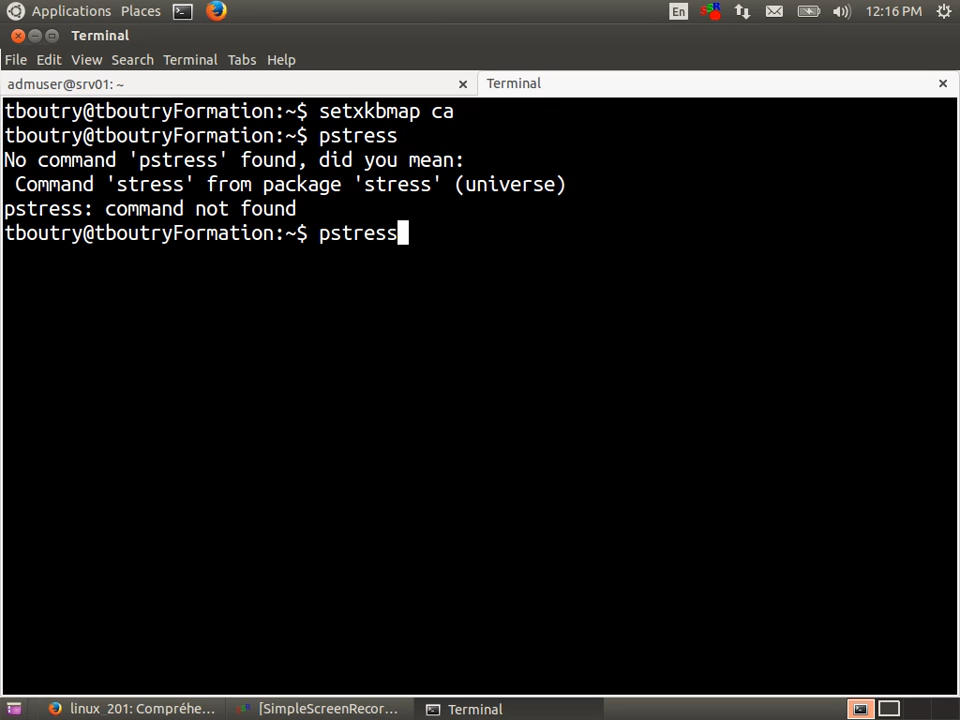 Applications Places En 12:16 PM
Terminal
File Edit View Search Terminal Tabs Help
admuser@srv01: ~ × Terminal ×
tboutry@tboutryFormation:~$ setxkbmap ca
tboutry@tboutryFormation:~$ pstress
No command 'pstress' found, did you mean:
 Command 'stress' from package 'stress' (universe)
pstress: command not found
tboutry@tboutryFormation:~$ pstress
linux_201: Compréhe... [SimpleScreenRecor... Terminal